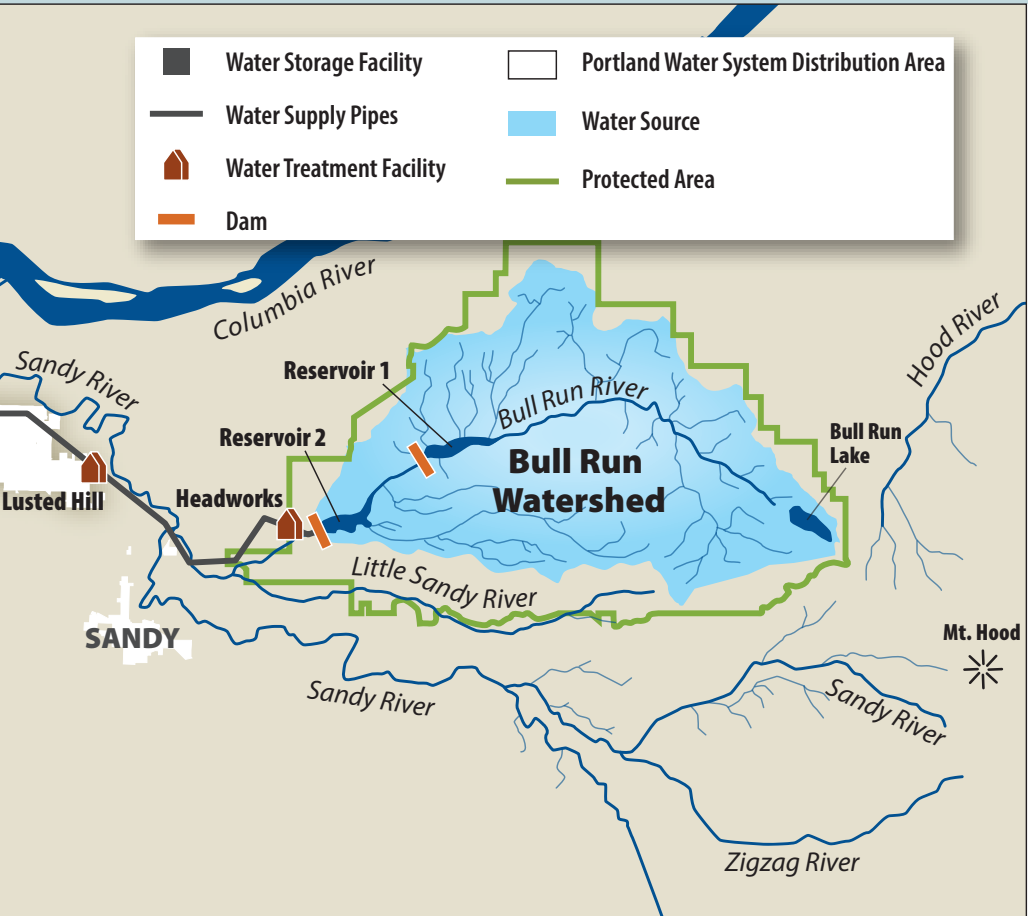 Water Storage Facility
Water Supply Pipes
Water Treatment Facility
Dam
Portland Water System Distribution Area
Water Source
Protected Area
Columbia River
Sandy River
Hood River
Reservoir 1
Bull Run River
Reservoir 2
Bull Run
Lake
Bull Run
Watershed
Lusted Hill
Headworks
Little Sandy River
SANDY
Mt. Hood
Sandy River
Sandy River
Zigzag River